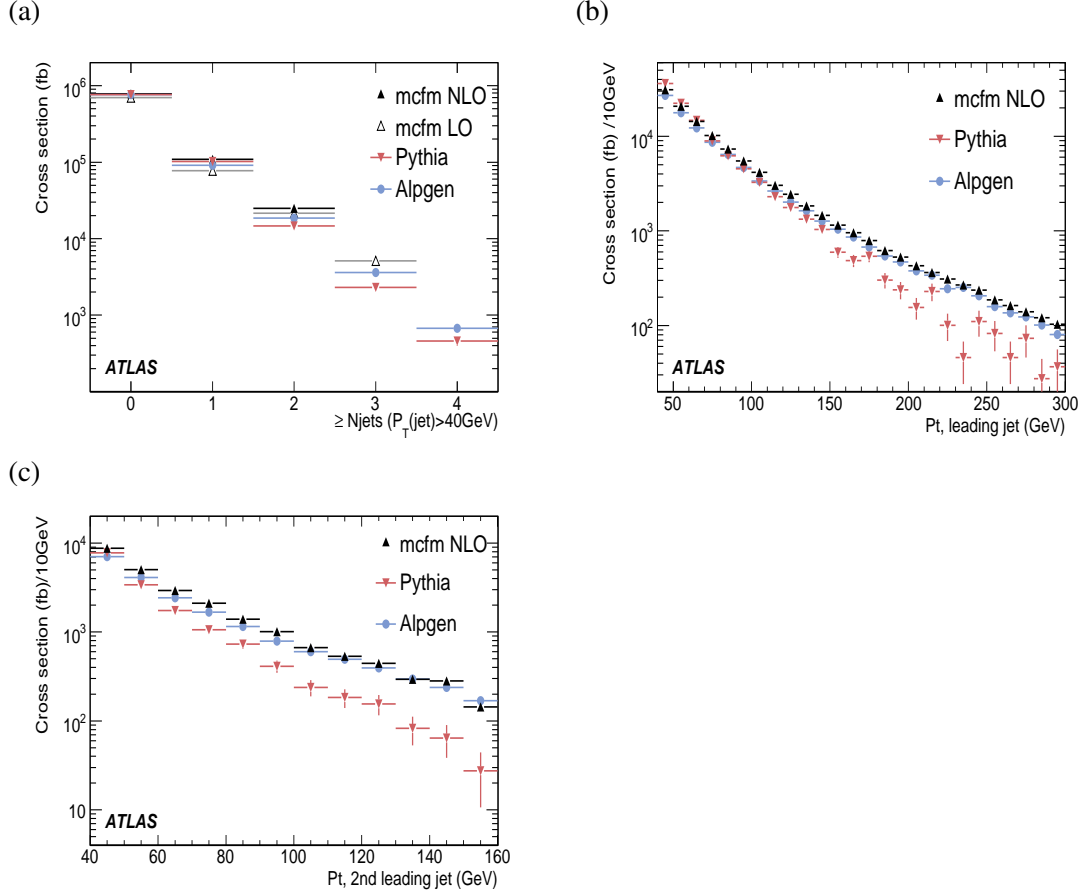 (a)
Cross section (fb)
10^6
10^5
10^4
10^3
mcfm NLO
mcfm LO
Pythia
Alpgen
ATLAS
0 1 2 3 4
≥ Njets (P_T(jet)>40GeV)
(b)
Cross section (fb) /10GeV
10^4
10^3
10^2
mcfm NLO
Pythia
Alpgen
ATLAS
50 100 150 200 250 300
Pt, leading jet (GeV)
(c)
Cross section (fb)/10GeV
10^4
10^3
10^2
10
mcfm NLO
Pythia
Alpgen
ATLAS
40 60 80 100 120 140 160
Pt, 2nd leading jet (GeV)